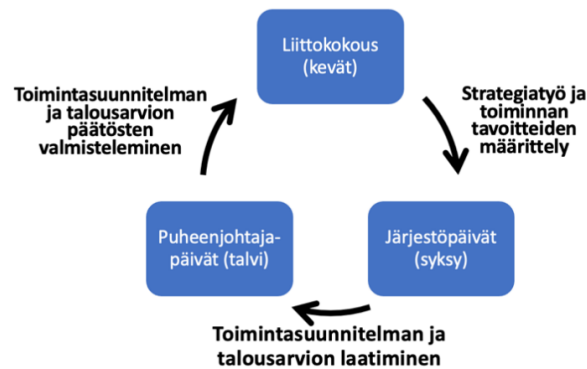 Liittokokous
(kevät)
Toimintasuunnitelman
ja talousarvion
päätösten
valmisteleminen
Strategiatyö ja
toiminnan
tavoitteiden
määrittely
Puheenjohtaja-
päivät (talvi)
Järjestöpäivät
(syksy)
Toimintasuunnitelman ja
talousarvion laatiminen